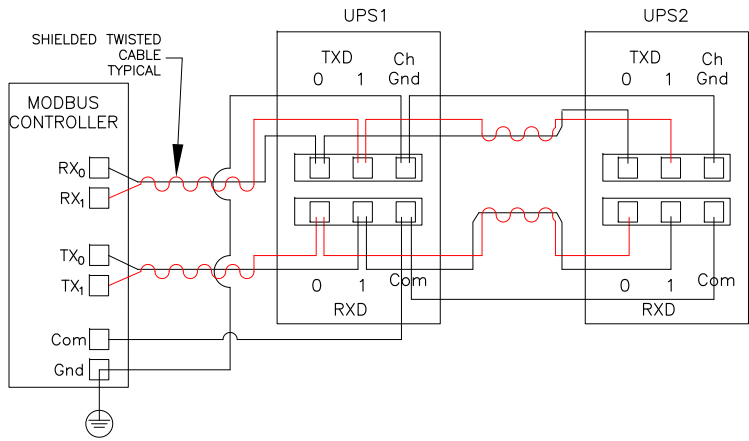 UPS1
UPS2
SHIELDED TWISTED
CABLE
TYPICAL
TXD
0 1
Ch
Gnd
TXD
0 1
Ch
Gnd
MODBUS
CONTROLLER
RX₀
RX₁
TX₀
TX₁
Com
Gnd
0 1
Com
RXD
0 1
Com
RXD